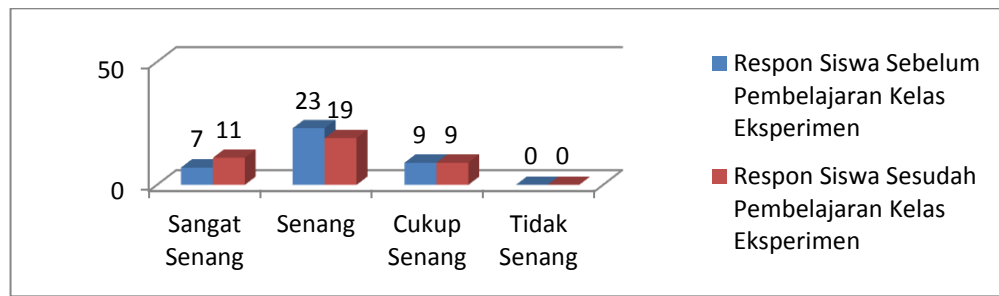 50
0
7
11
23
19
9
9
0
0
Sangat
Senang
Senang
Cukup
Senang
Tidak
Senang
Respon Siswa Sebelum
Pembelajaran Kelas
Eksperimen
Respon Siswa Sesudah
Pembelajaran Kelas
Eksperimen